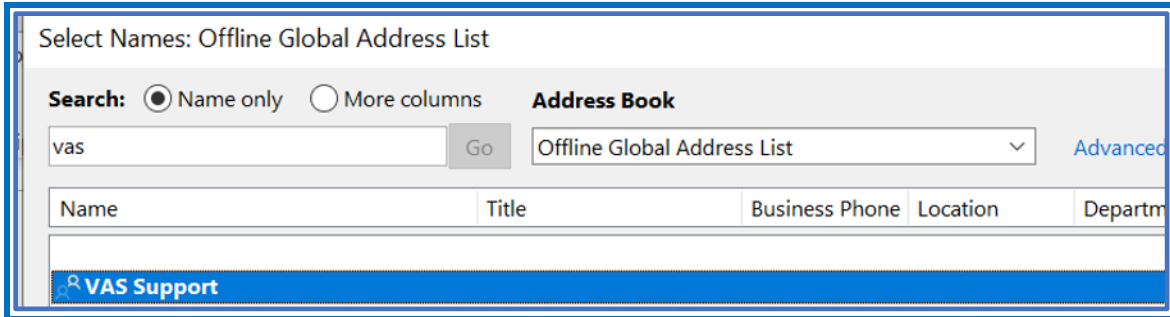 Select Names: Offline Global Address List
Search: Name only More columns Address Book
vas Go Offline Global Address List Advanced
Name Title Business Phone Location Departm
VAS Support